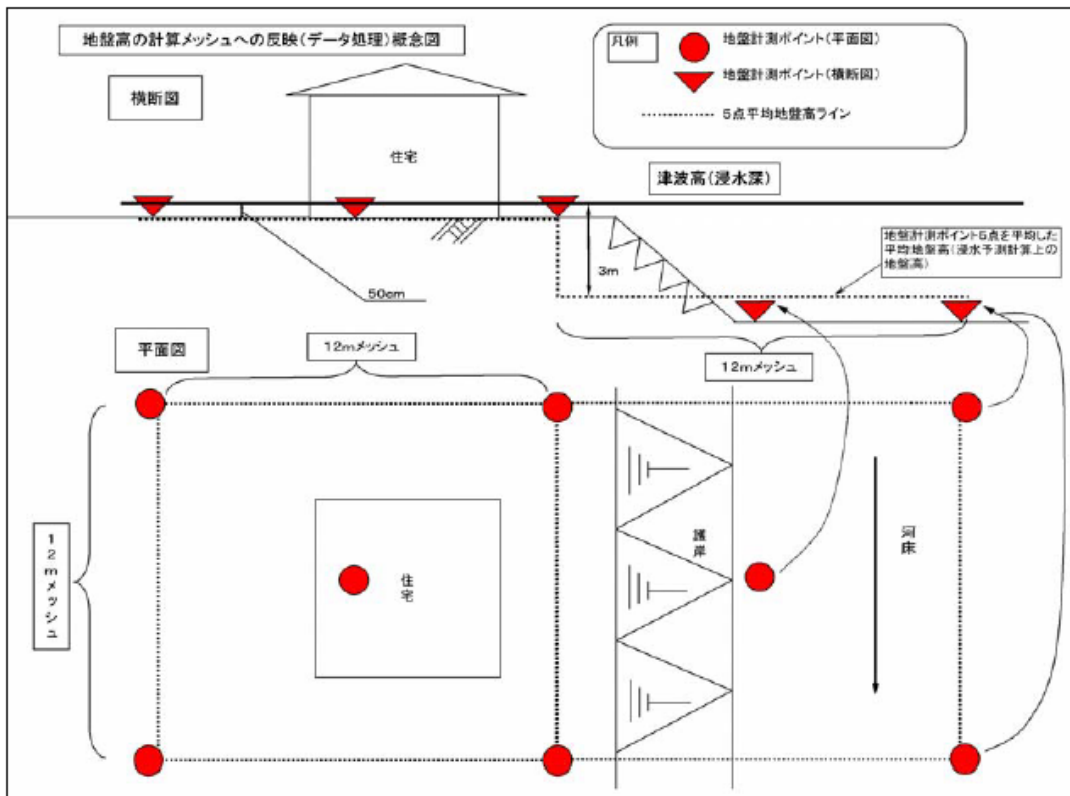 地盤高の計算メッシュへの反映(データ処理)概念図
凡例
地盤計測ポイント(平面図)
地盤計測ポイント(横断図)
5点平均地盤高ライン
横断図
住宅
津波高(浸水深)
地盤計測ポイント5点を平均した
平均地盤高(浸水予測計算上の
地盤高)
3m
50cm
平面図
12mメッシュ
12mメッシュ
12mメッシュ
住宅
護岸
河床